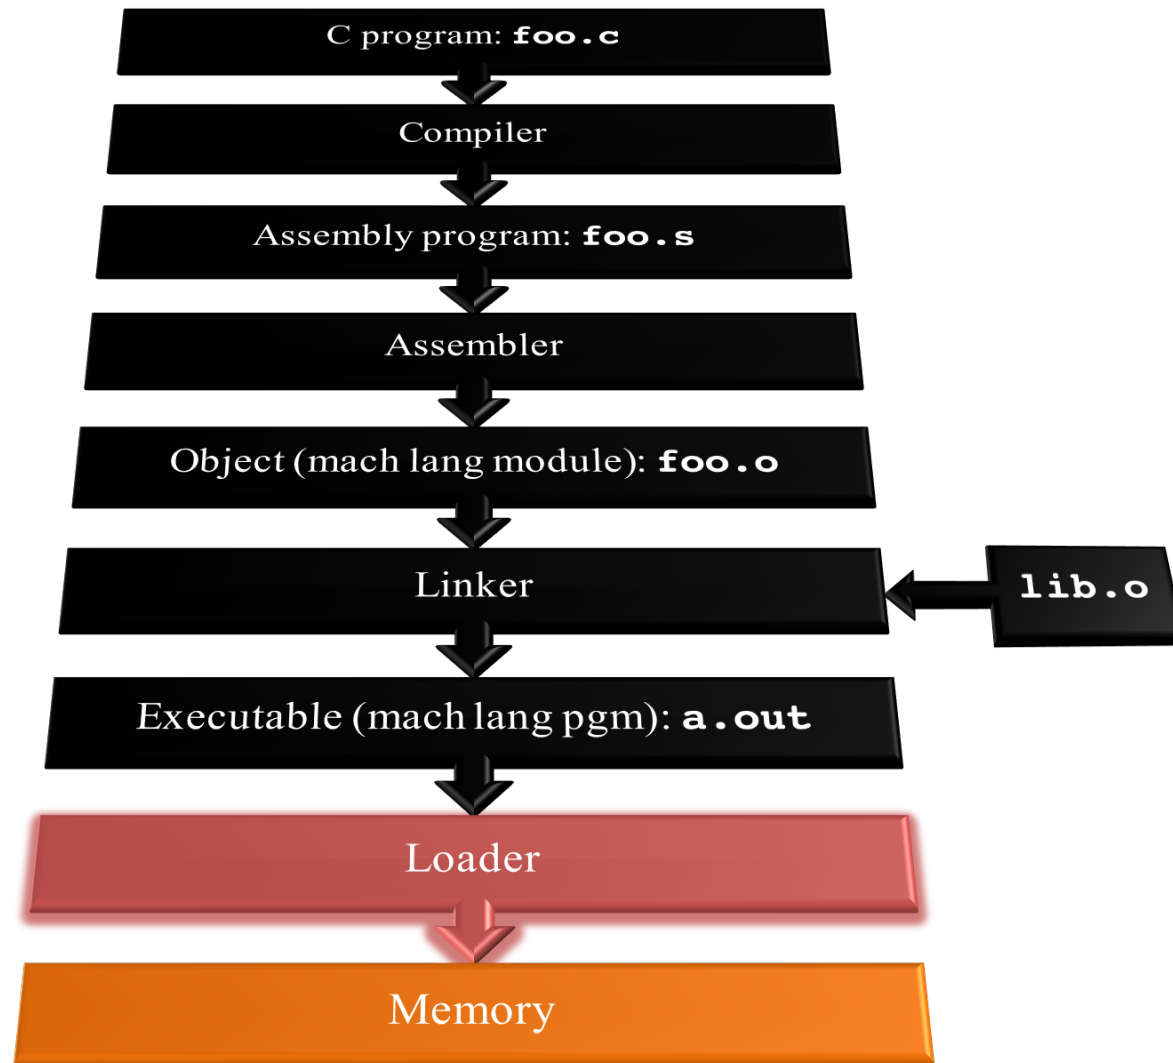 C program: foo.c
Compiler
Assembly program: foo.s
Assembler
Object (mach lang module): foo.o
Linker
lib.o
Executable (mach lang pgm): a.out
Loader
Memory